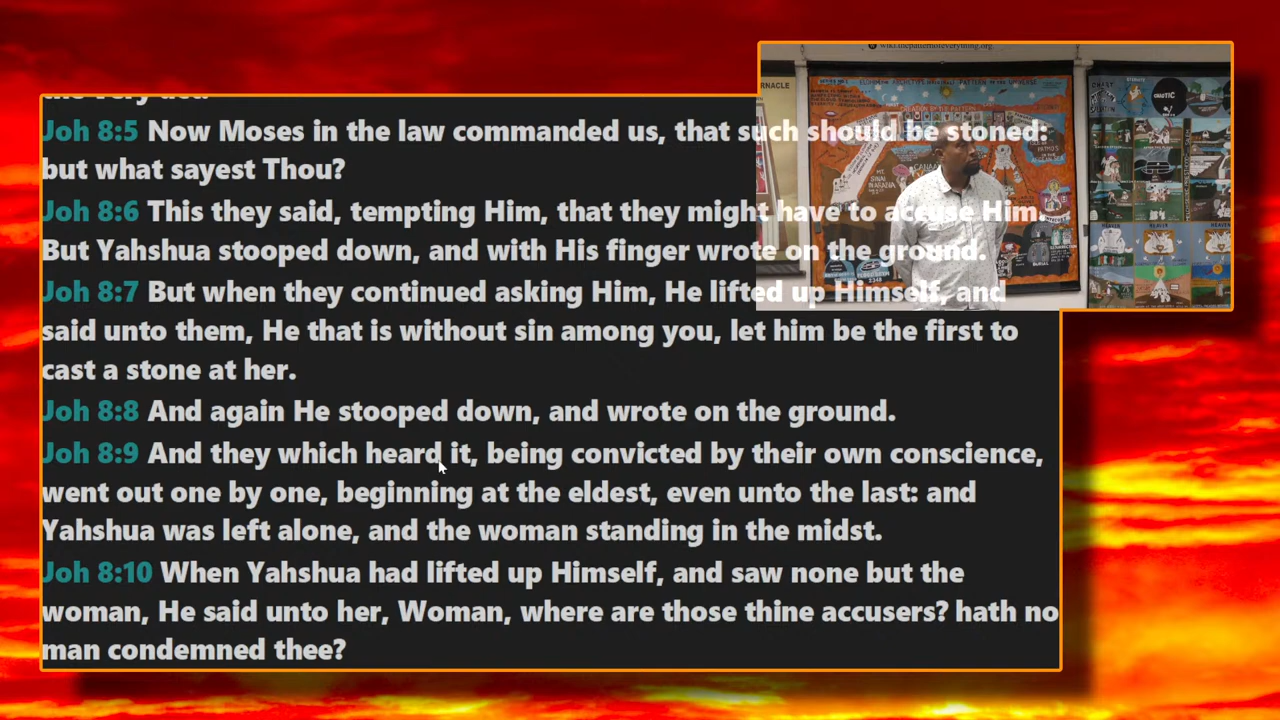 wiki.thepatternofeverything.org
the very act.
Joh 8:5 Now Moses in the law commanded us, that such should be stoned:
but what sayest Thou?
Joh 8:6 This they said, tempting Him, that they might have to accuse Him.
But Yahshua stooped down, and with His finger wrote on the ground.
Joh 8:7 But when they continued asking Him, He lifted up Himself, and
said unto them, He that is without sin among you, let him be the first to
cast a stone at her.
Joh 8:8 And again He stooped down, and wrote on the ground.
Joh 8:9 And they which heard it, being convicted by their own conscience,
went out one by one, beginning at the eldest, even unto the last: and
Yahshua was left alone, and the woman standing in the midst.
Joh 8:10 When Yahshua had lifted up Himself, and saw none but the
woman, He said unto her, Woman, where are those thine accusers? hath no
man condemned thee?